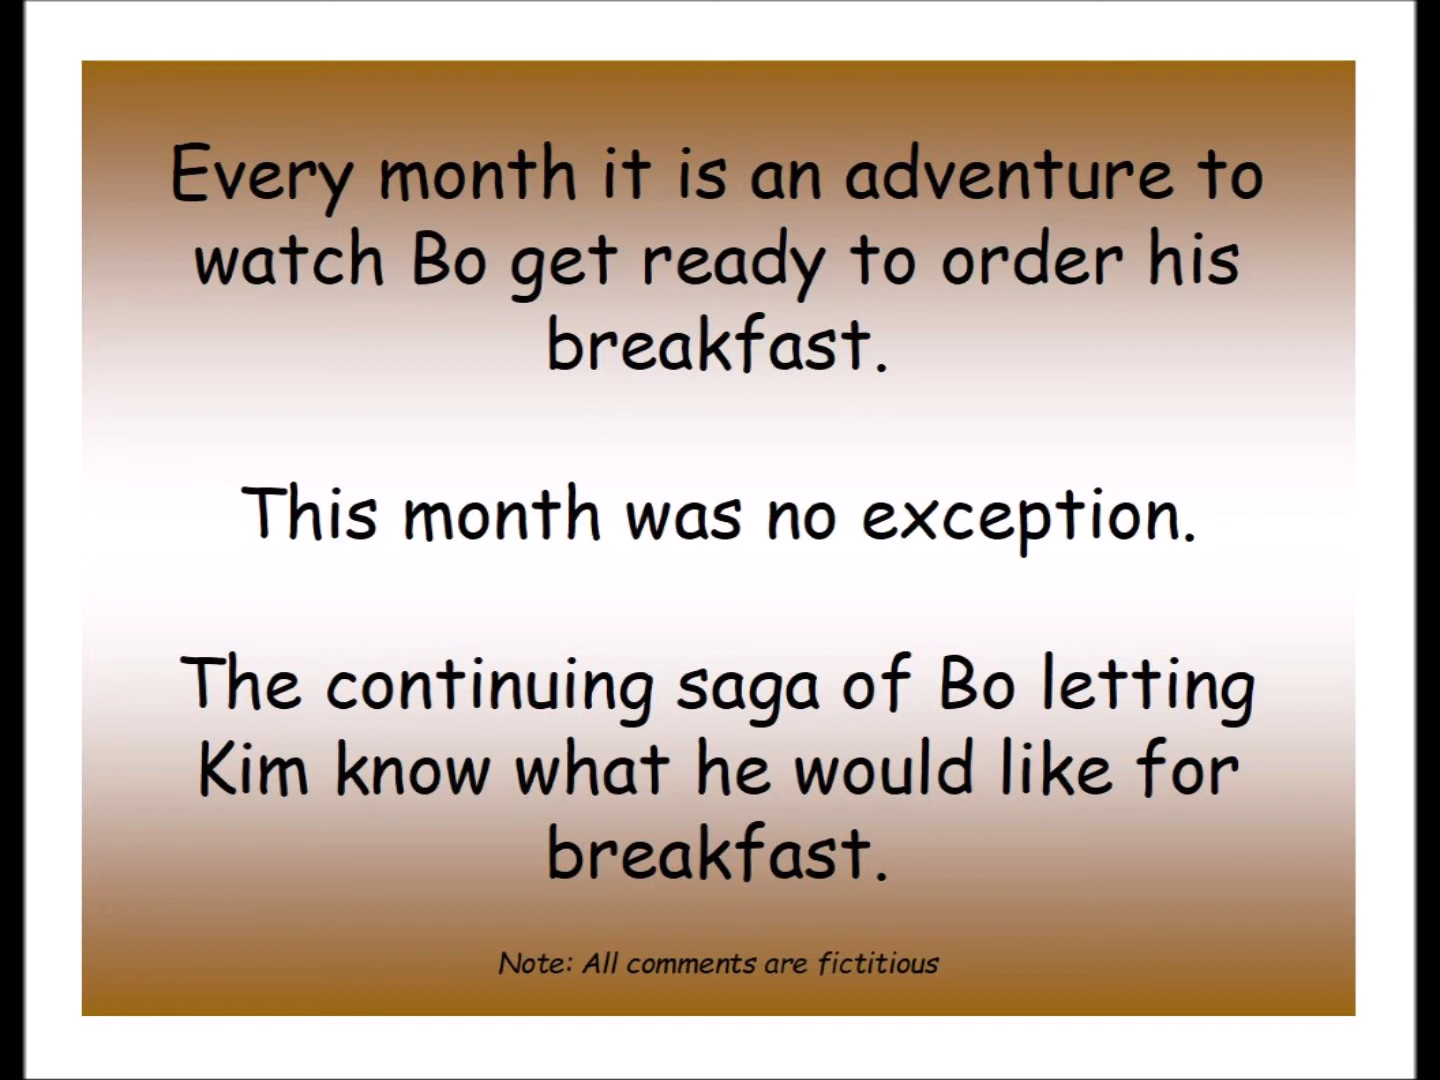 Every month it is an adventure to
watch Bo get ready to order his
breakfast.
This month was no exception.
The continuing saga of Bo letting
Kim know what he would like for
breakfast.
Note: All comments are fictitious